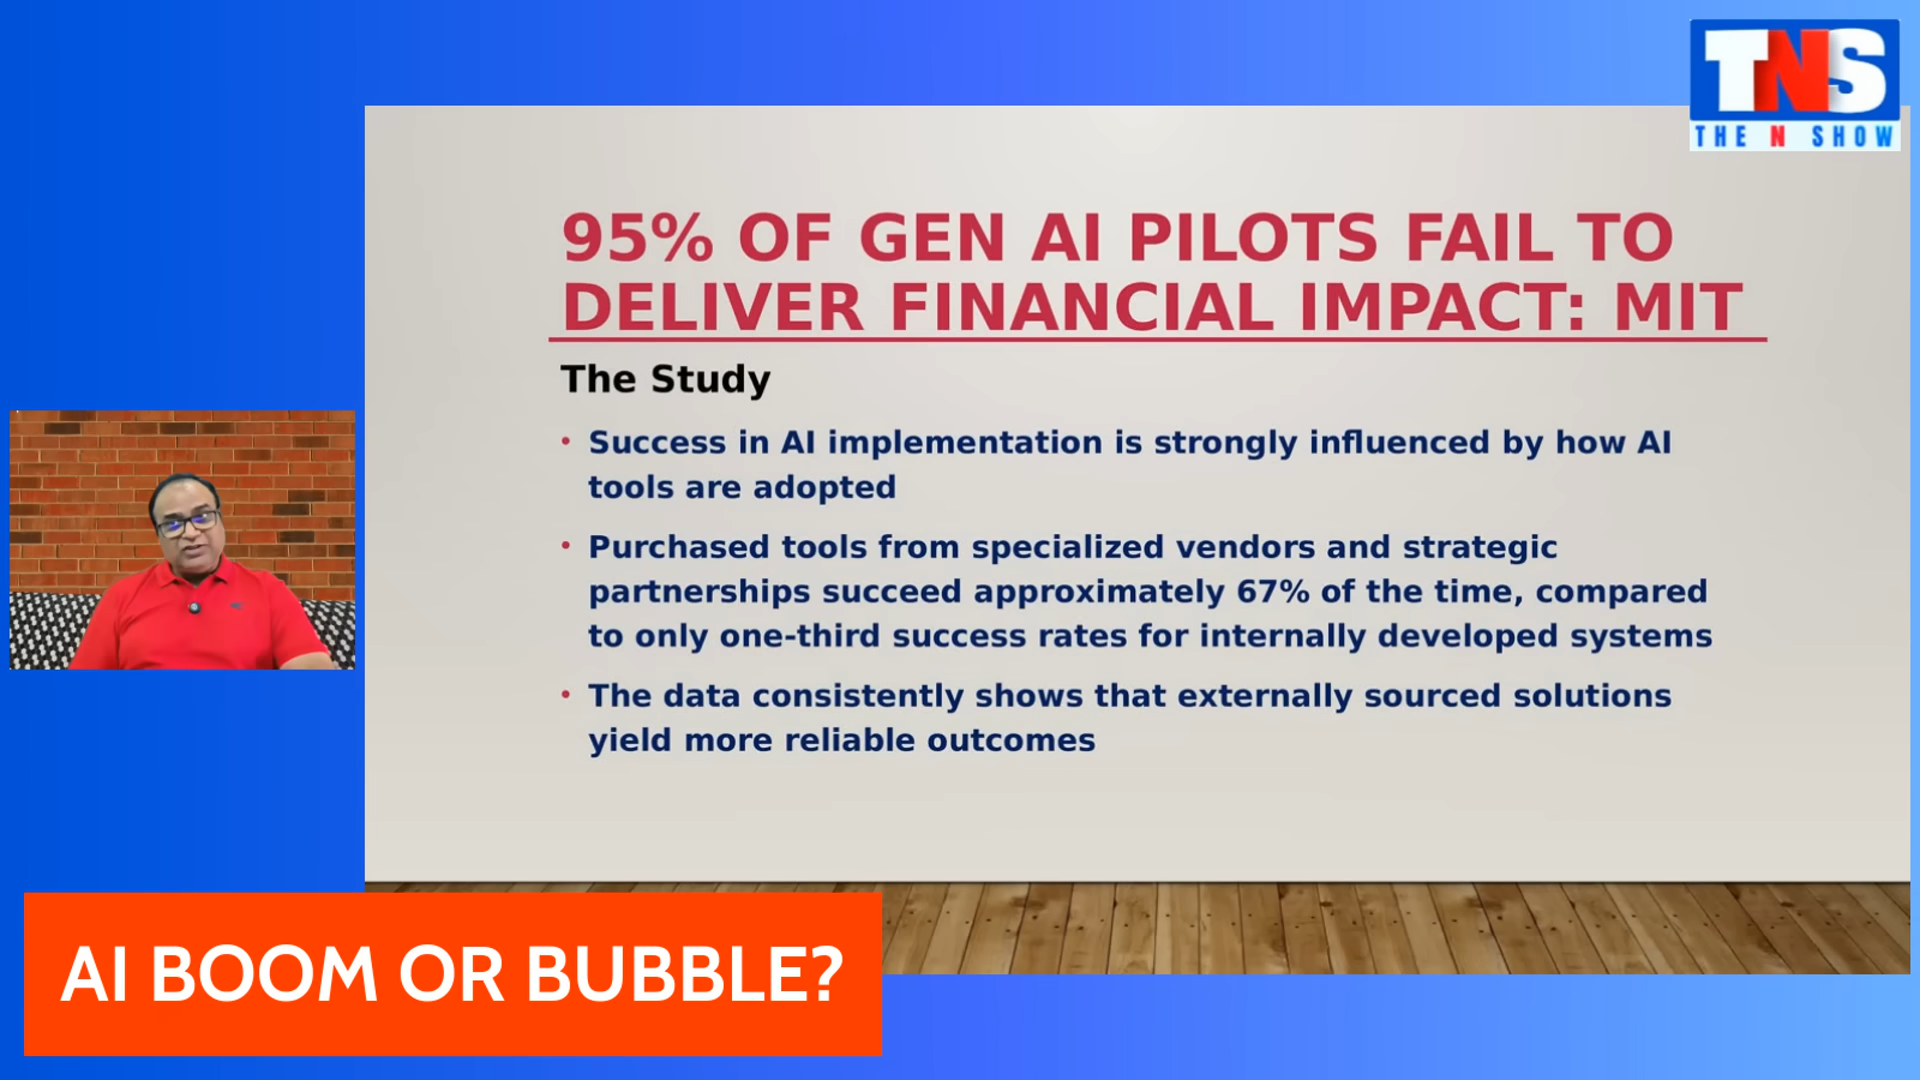 TNS
THE N SHOW
95% OF GEN AI PILOTS FAIL TO
DELIVER FINANCIAL IMPACT: MIT
The Study
• Success in AI implementation is strongly influenced by how AI
tools are adopted
• Purchased tools from specialized vendors and strategic
partnerships succeed approximately 67% of the time, compared
to only one-third success rates for internally developed systems
• The data consistently shows that externally sourced solutions
yield more reliable outcomes
AI BOOM OR BUBBLE?